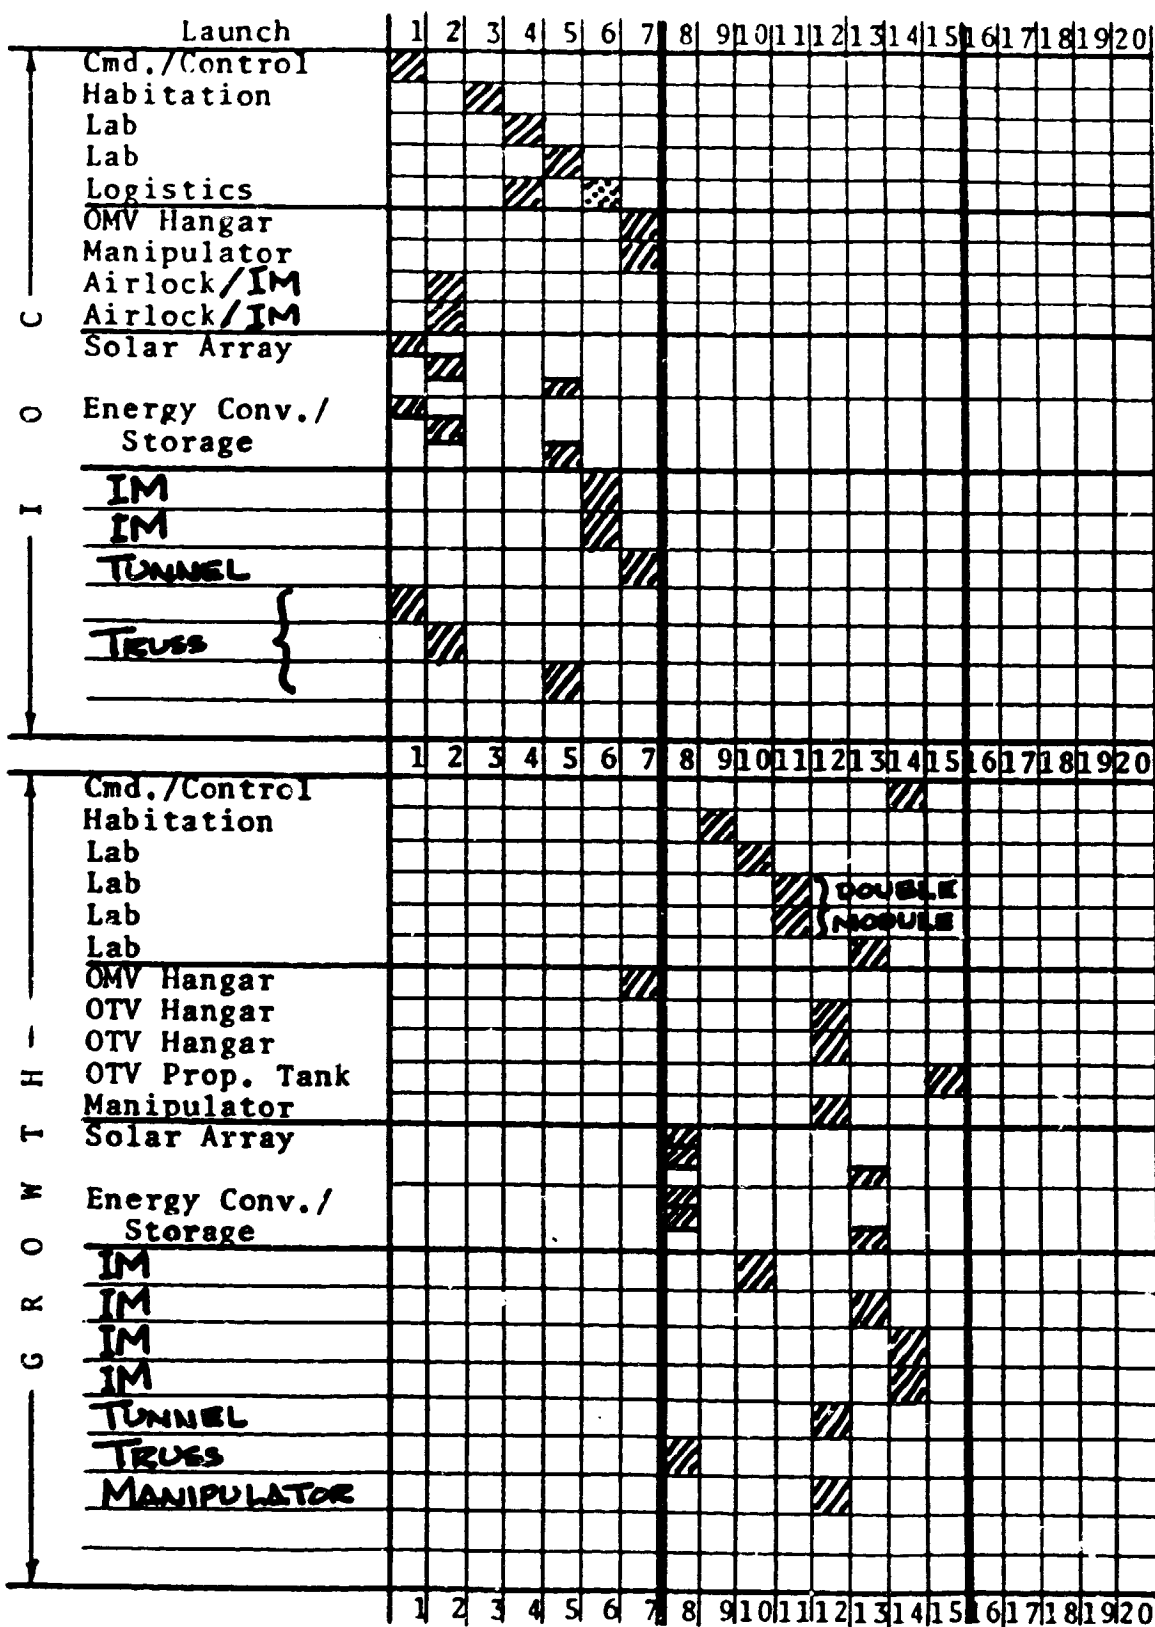 Launch 1 2 3 4 5 6 7 8 9 10 11 12 13 14 15 16 17 18 19 20
Cmd./Control
Habitation
Lab
Lab
Logistics
OMV Hangar
Manipulator
Airlock/IM
Airlock/IM
Solar Array
Energy Conv./
Storage
IM
IM
TUNNEL
TRUSS
IOC
1 2 3 4 5 6 7 8 9 10 11 12 13 14 15 16 17 18 19 20
Cmd./Control
Habitation
Lab
Lab DOUBLE
Lab MODULE
Lab
OMV Hangar
OTV Hangar
OTV Hangar
OTV Prop. Tank
Manipulator
Solar Array
Energy Conv./
Storage
IM
IM
IM
IM
TUNNEL
TRUSS
MANIPULATOR
GROWTH
1 2 3 4 5 6 7 8 9 10 11 12 13 14 15 16 17 18 19 20